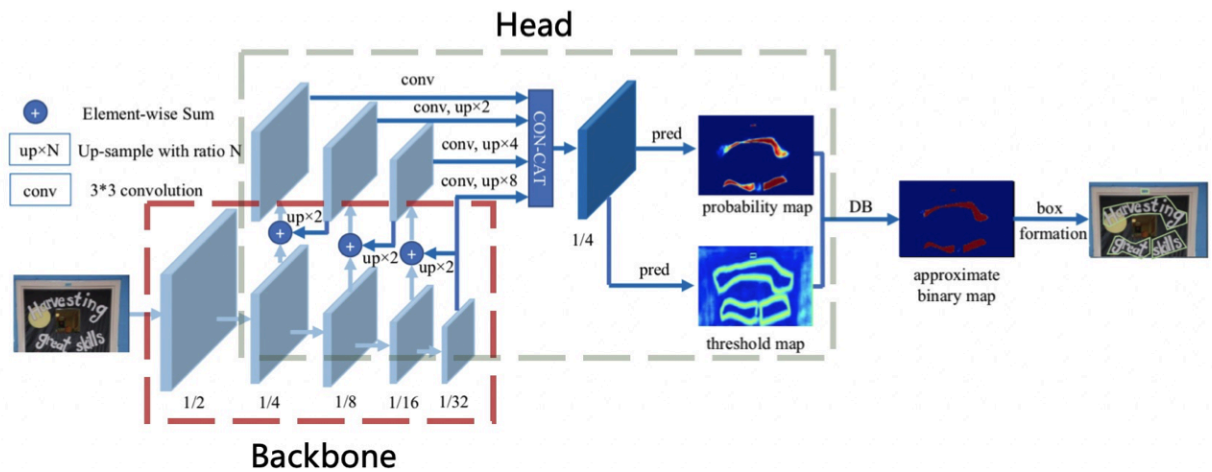 Head
conv
conv, up×2
conv, up×4
conv, up×8
CON-CAT
+
Element-wise Sum
up×N
Up-sample with ratio N
conv
3*3 convolution
up×2
up×2
up×2
+
+
+
1/4
pred
probability map
pred
threshold map
DB
approximate
binary map
box
formation
Harvesting
great skills
Harvesting
great skills
1/2
1/4
1/8
1/16
1/32
Backbone